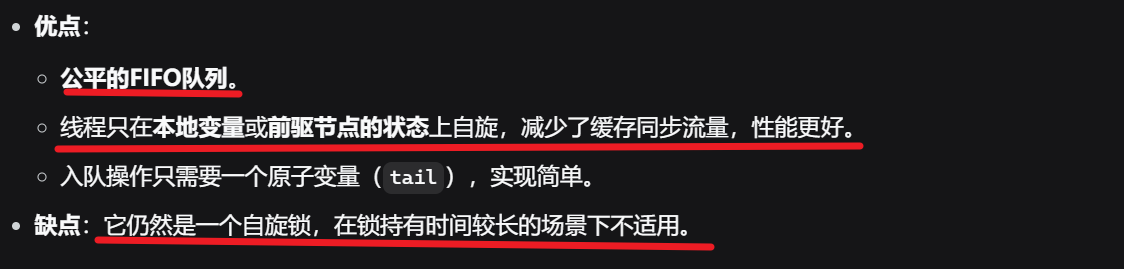 优点：
公平的FIFO队列。
线程只在本地变量或前驱节点的状态上自旋，减少了缓存同步流量，性能更好。
入队操作只需要一个原子变量（tail），实现简单。
缺点：它仍然是一个自旋锁，在锁持有时间较长的场景下不适用。